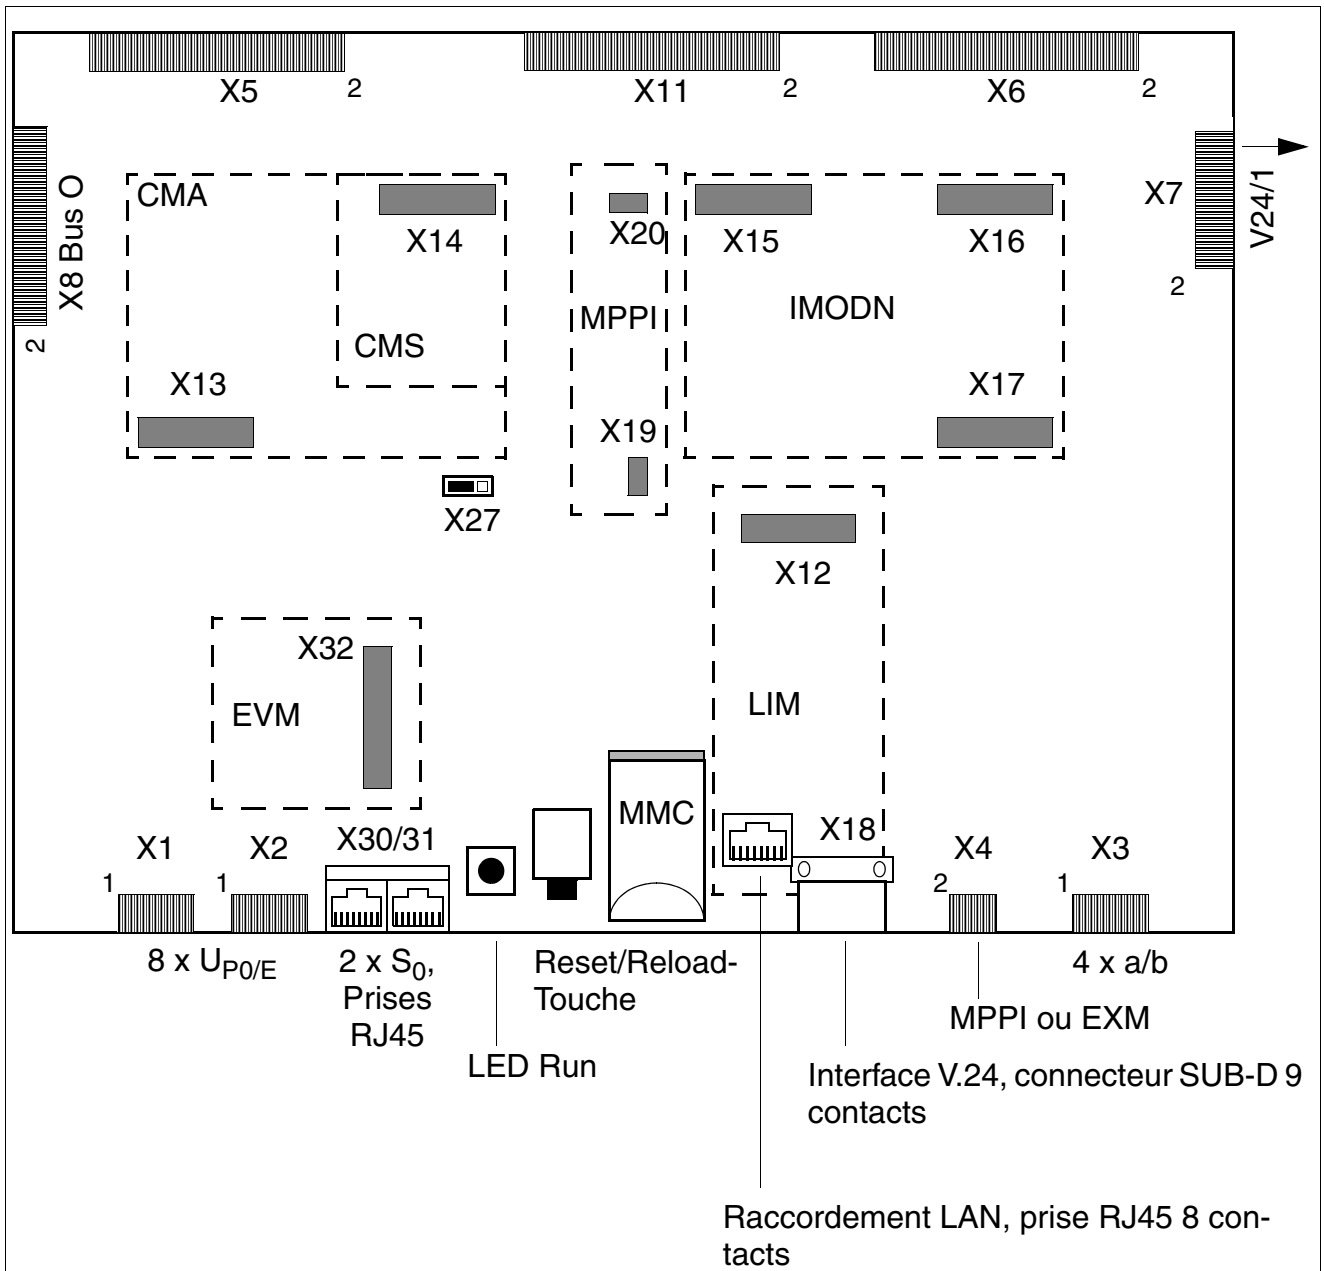 X5
2
X11
2
X6
2
X8 Bus O
2
CMA
X14
CMS
X13
X20
MPPI
X19
X15
X16
IMODN
X17
X7
V24/1
2
X27
X12
LIM
X32
EVM
MMC
X1
1
X2
1
X30/31
X18
X4
2
X3
1
8 x UP0/E
2 x S0,
Prises
RJ45
LED Run
Reset/Reload-
Touche
4 x a/b
MPPI ou EXM
Interface V.24, connecteur SUB-D 9
contacts
Raccordement LAN, prise RJ45 8 con-
tacts